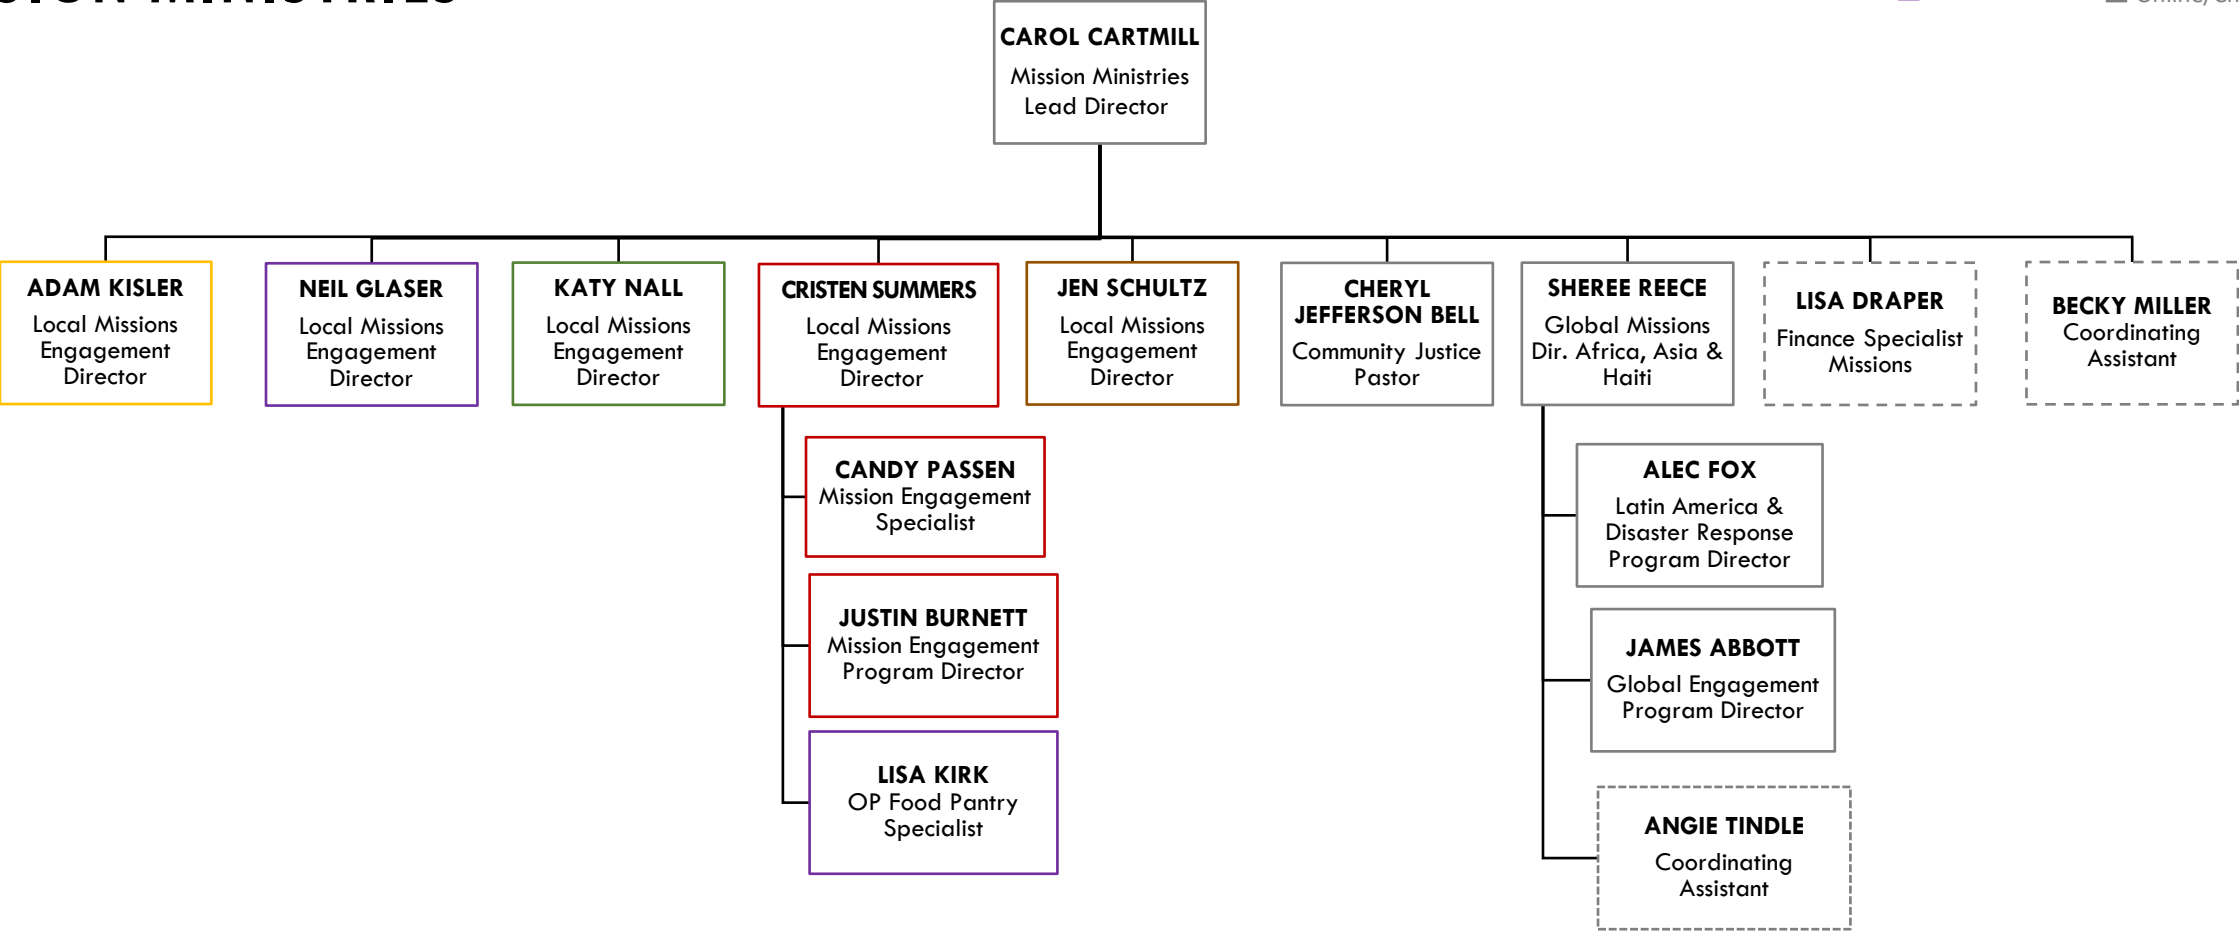 CAROL CARTMILL
Mission Ministries
Lead Director
ADAM KISLER
Local Missions
Engagement
Director
NEIL GLASER
Local Missions
Engagement
Director
KATY NALL
Local Missions
Engagement
Director
CRISTEN SUMMERS
Local Missions
Engagement
Director
JEN SCHULTZ
Local Missions
Engagement
Director
CHERYL
JEFFERSON BELL
Community Justice
Pastor
SHEREE REECE
Global Missions
Dir. Africa, Asia &
Haiti
LISA DRAPER
Finance Specialist
Missions
BECKY MILLER
Coordinating
Assistant
CANDY PASSEN
Mission Engagement
Specialist
JUSTIN BURNETT
Mission Engagement
Program Director
LISA KIRK
OP Food Pantry
Specialist
ALEC FOX
Latin America &
Disaster Response
Program Director
JAMES ABBOTT
Global Engagement
Program Director
ANGIE TINDLE
Coordinating
Assistant